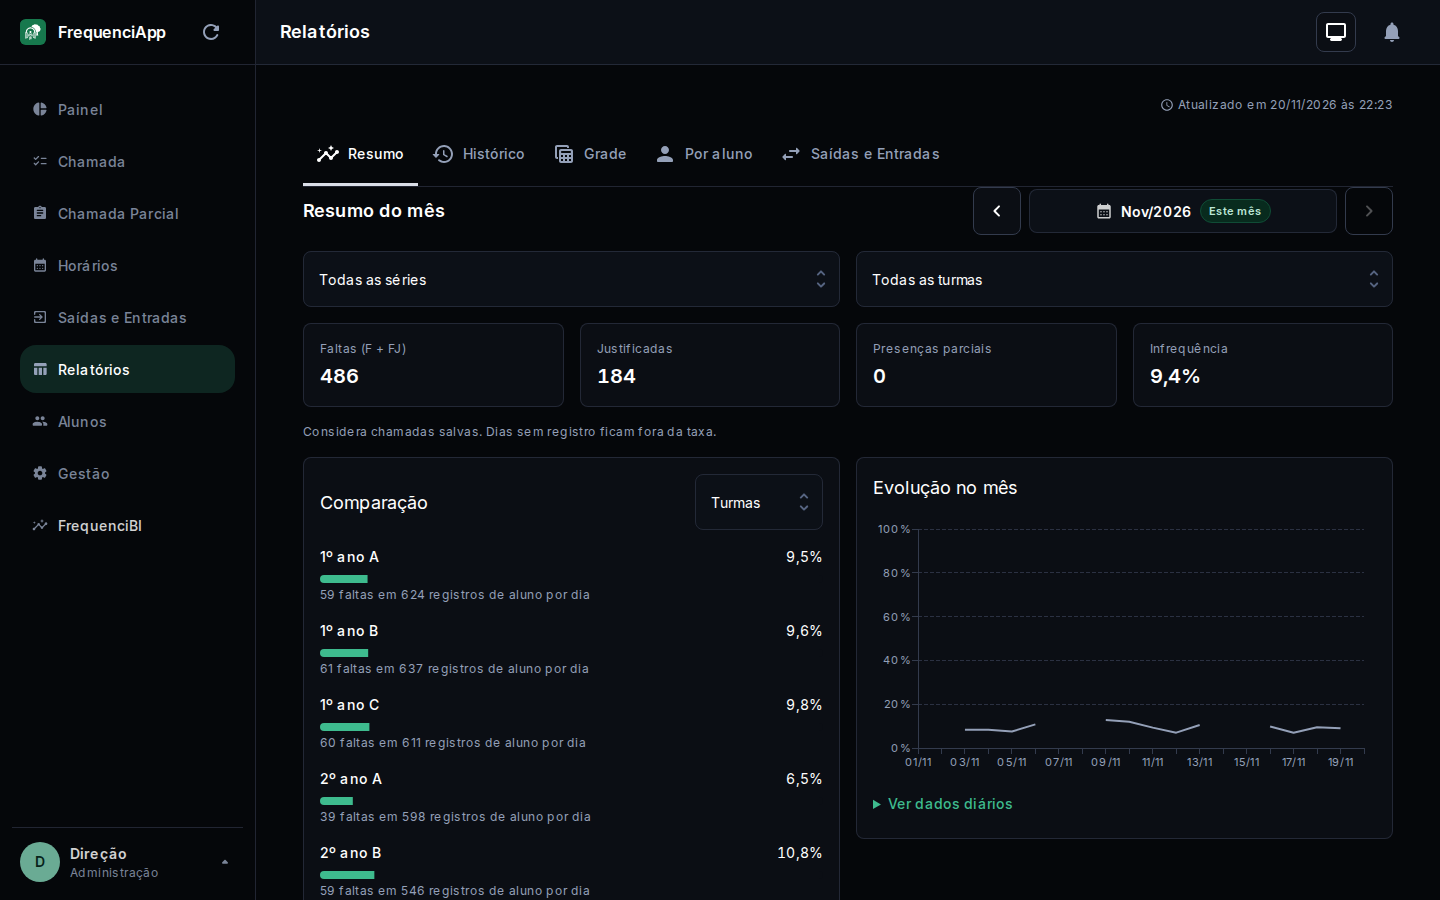 FrequenciApp
Relatórios
Painel
Chamada
Chamada Parcial
Horários
Saídas e Entradas
Relatórios
Alunos
Gestão
FrequenciBI
D
Direção
Administração
Atualizado em 20/11/2026 às 22:23
Resumo
Histórico
Grade
Por aluno
Saídas e Entradas
Resumo do mês
Nov/2026
Este mês
Todas as séries
Todas as turmas
Faltas (F + FJ)
486
Justificadas
184
Presenças parciais
0
Infrequência
9,4%
Considera chamadas salvas. Dias sem registro ficam fora da taxa.
Comparação
Turmas
1º ano A 9,5%
59 faltas em 624 registros de aluno por dia
1º ano B 9,6%
61 faltas em 637 registros de aluno por dia
1º ano C 9,8%
60 faltas em 611 registros de aluno por dia
2º ano A 6,5%
39 faltas em 598 registros de aluno por dia
2º ano B 10,8%
59 faltas em 546 registros de aluno por dia
Evolução no mês
100 %
80 %
60 %
40 %
20 %
0 %
01/11 03/11 05/11 07/11 09/11 11/11 13/11 15/11 17/11 19/11
Ver dados diários